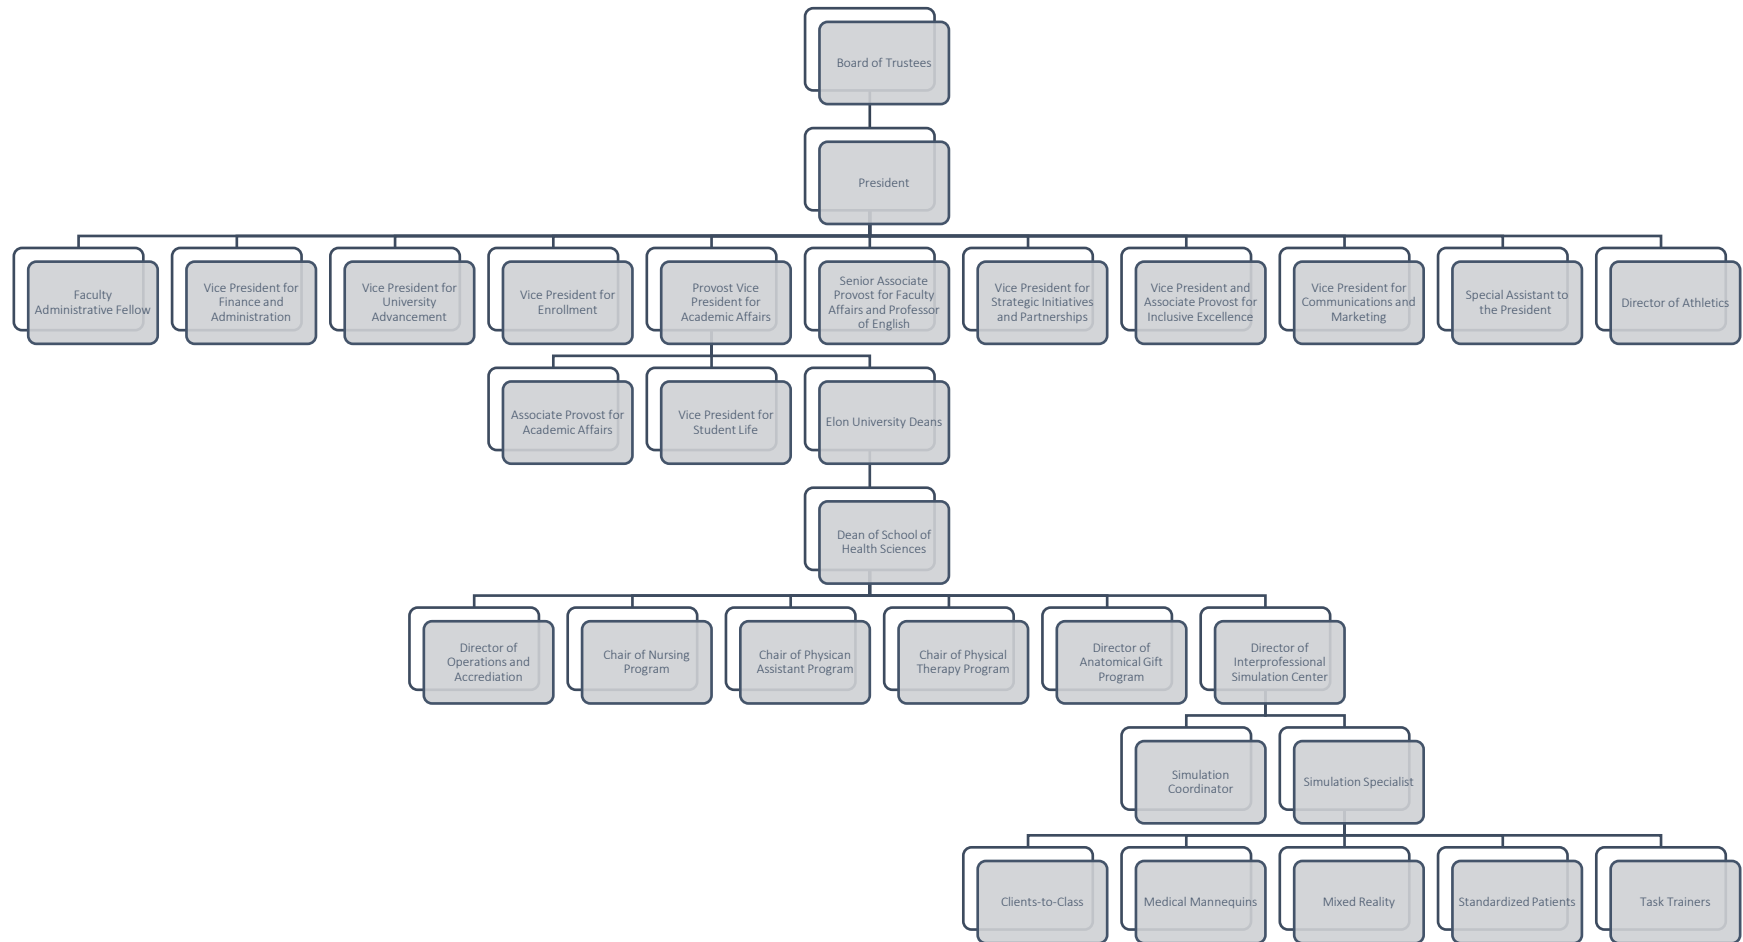 Board of Trustees
President
Faculty
Administrative Fellow
Vice President for
Finance and
Administration
Vice President for
University
Advancement
Vice President for
Enrollment
Provost Vice
President for
Academic Affairs
Senior Associate
Provost for Faculty
Affairs and Professor
of English
Vice President for
Strategic Initiatives
and Partnerships
Vice President and
Associate Provost for
Inclusive Excellence
Vice President for
Communications and
Marketing
Special Assistant to
the President
Director of Athletics
Associate Provost for
Academic Affairs
Vice President for
Student Life
Elon University Deans
Dean of School of
Health Sciences
Director of
Operations and
Accrediation
Chair of Nursing
Program
Chair of Physican
Assistant Program
Chair of Physical
Therapy Program
Director of
Anatomical Gift
Program
Director of
Interprofessional
Simulation Center
Simulation
Coordinator
Simulation Specialist
Clients-to-Class
Medical Mannequins
Mixed Reality
Standardized Patients
Task Trainers